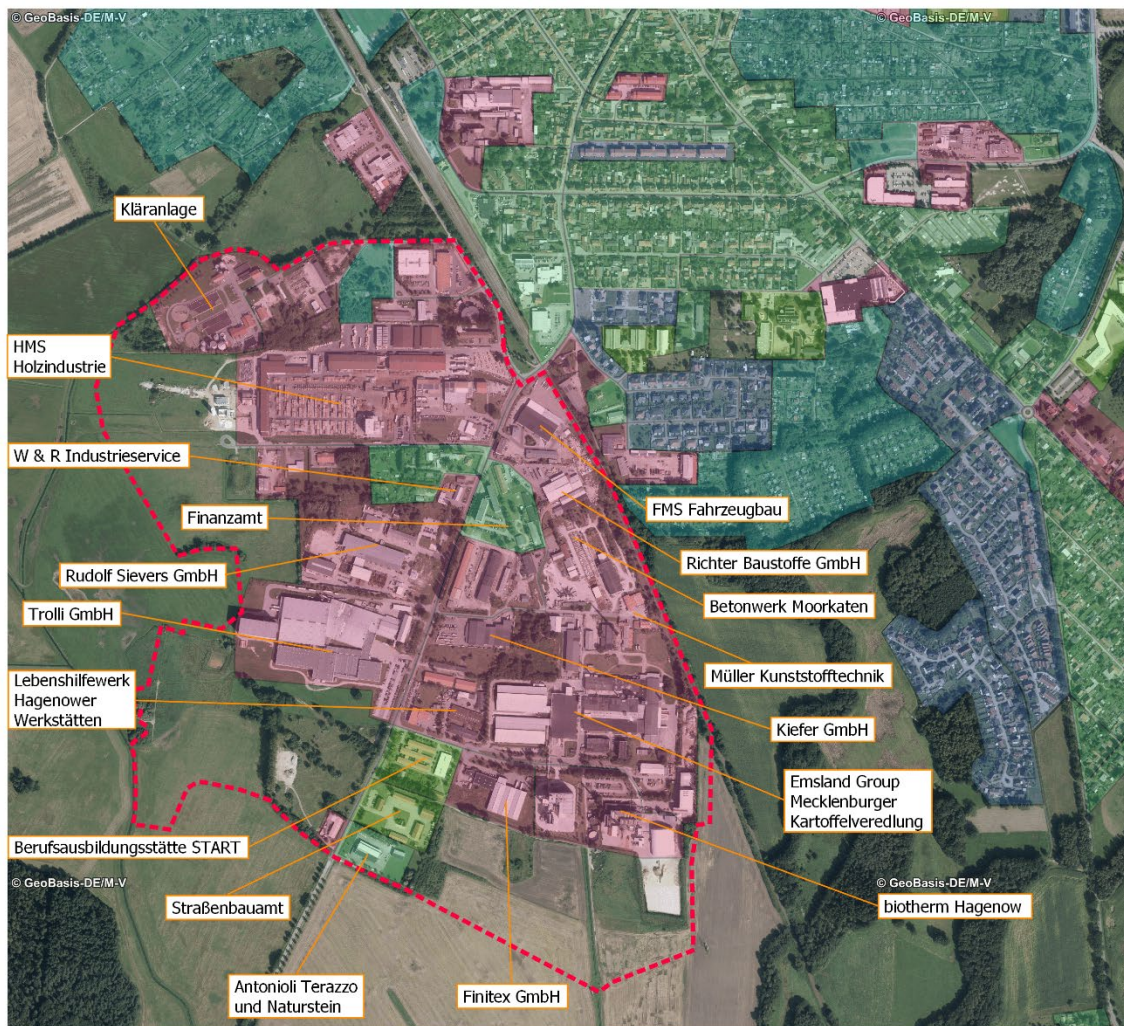 © GeoBasis-DE/M-V
© GeoBasis-DE/M-V
Kläranlage
HMS
Holzindustrie
W & R Industrieservice
Finanzamt
FMS Fahrzeugbau
Richter Baustoffe GmbH
Rudolf Sievers GmbH
Betonwerk Moorkaten
Trolli GmbH
Müller Kunststofftechnik
Lebenshilfewerk
Hagenower
Werkstätten
Kiefer GmbH
Emsland Group
Mecklenburger
Kartoffelveredlung
Berufsausbildungsstätte START
© GeoBasis-DE/M-V
© GeoBasis-DE/M-V
Straßenbauamt
biotherm Hagenow
Antonioli Terazzo
und Naturstein
Finitex GmbH